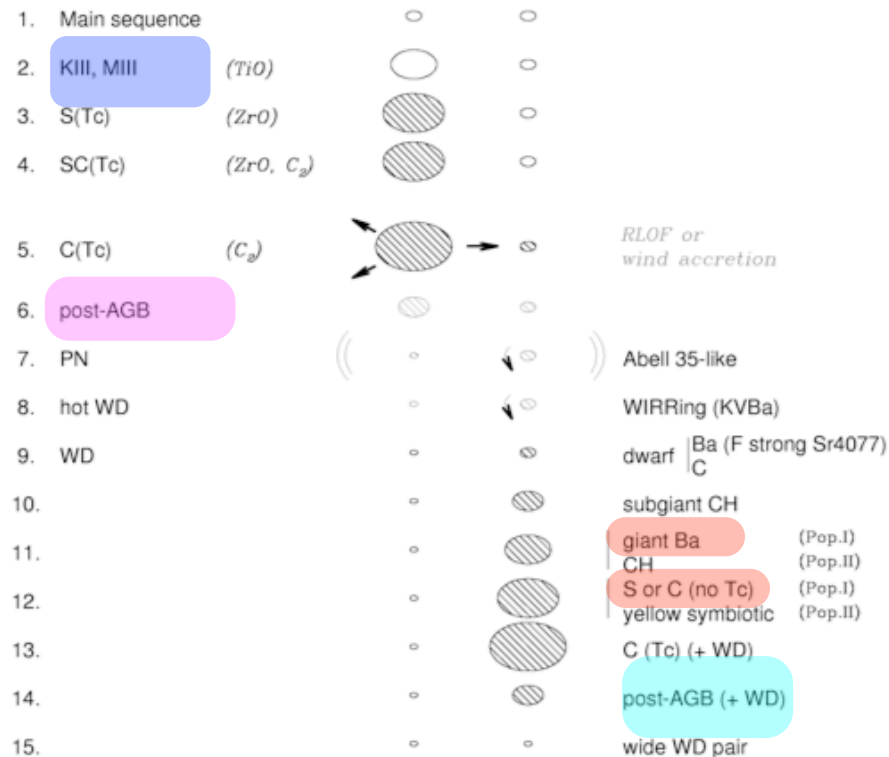 1. Main sequence
2. KIII, MIII (TiO)
3. S(Tc) (ZrO)
4. SC(Tc) (ZrO, C₂)
5. C(Tc) (C₂) RLOF or
wind accretion
6. post-AGB
7. PN Abell 35-like
8. hot WD WIRRing (KVBa)
9. WD dwarf Ba (F strong Sr4077)
C
10. subgiant CH
11. giant Ba (Pop.I)
CH (Pop.II)
12. S or C (no Tc) (Pop.I)
yellow symbiotic (Pop.II)
13. C (Tc) (+ WD)
14. post-AGB (+ WD)
15. wide WD pair